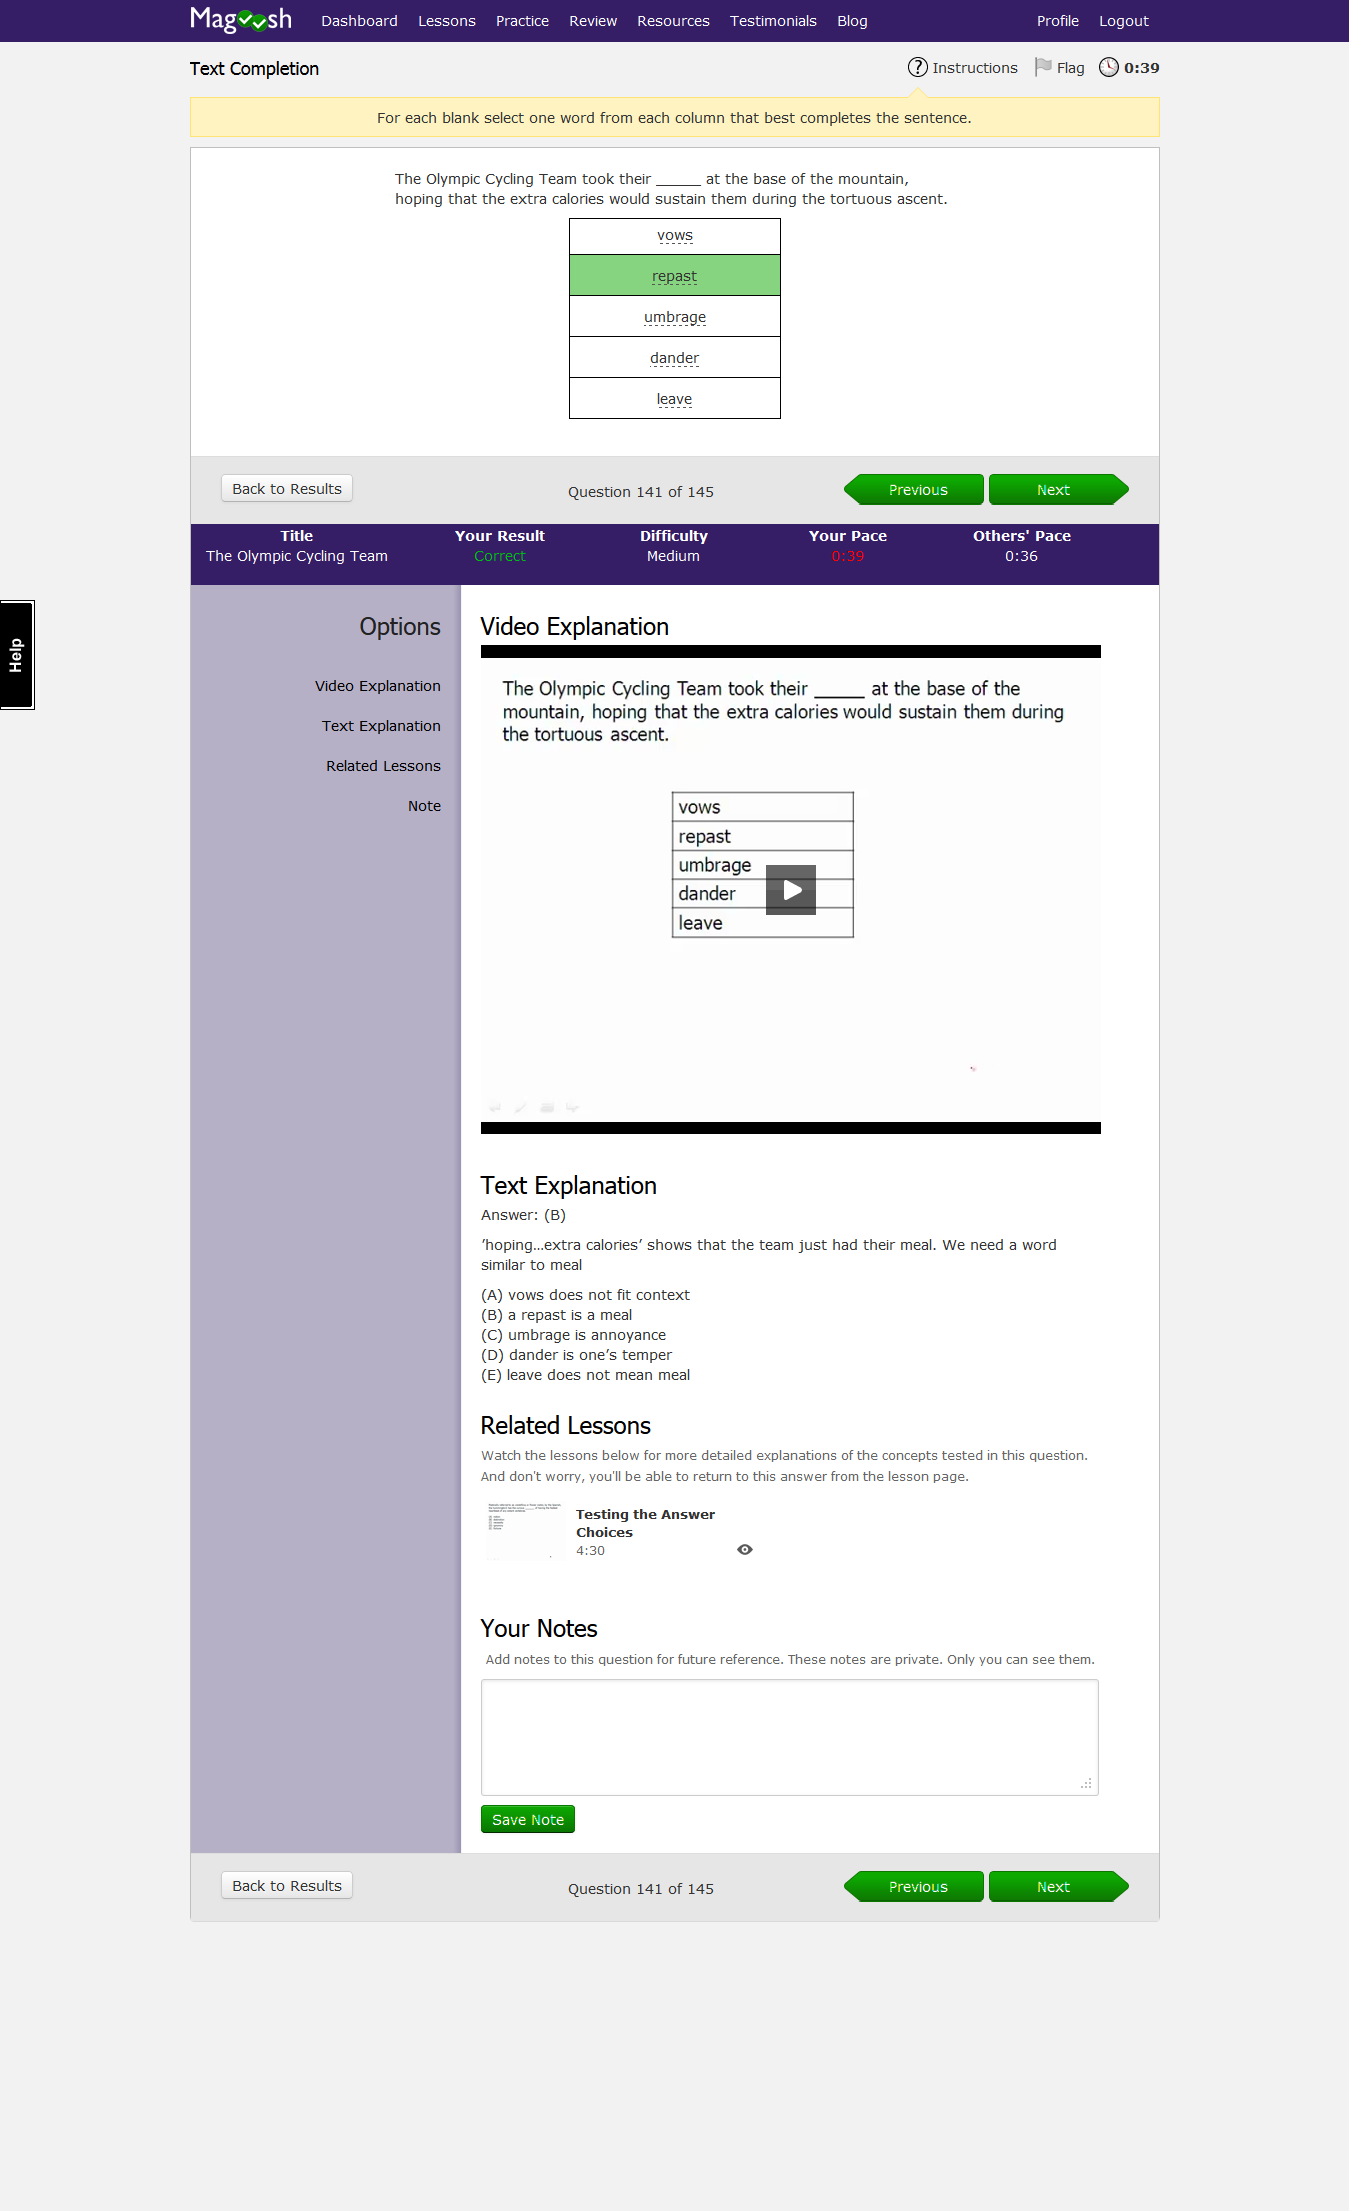 Magoosh Dashboard Lessons Practice Review Resources Testimonials Blog Profile Logout
Text Completion Instructions Flag 0:39
For each blank select one word from each column that best completes the sentence.
The Olympic Cycling Team took their ______ at the base of the mountain,
hoping that the extra calories would sustain them during the tortuous ascent.
vows
repast
umbrage
dander
leave
Back to Results Question 141 of 145 Previous Next
Title Your Result Difficulty Your Pace Others' Pace
The Olympic Cycling Team Correct Medium 0:39 0:36
Help
Options
Video Explanation
Text Explanation
Related Lessons
Note
Video Explanation
The Olympic Cycling Team took their _____ at the base of the
mountain, hoping that the extra calories would sustain them during
the tortuous ascent.
vows
repast
umbrage
dander
leave
Text Explanation
Answer: (B)
’hoping…extra calories’ shows that the team just had their meal. We need a word
similar to meal
(A) vows does not fit context
(B) a repast is a meal
(C) umbrage is annoyance
(D) dander is one’s temper
(E) leave does not mean meal
Related Lessons
Watch the lessons below for more detailed explanations of the concepts tested in this question.
And don't worry, you'll be able to return to this answer from the lesson page.
Testing the Answer
Choices
4:30
Your Notes
Add notes to this question for future reference. These notes are private. Only you can see them.
Save Note
Back to Results Question 141 of 145 Previous Next